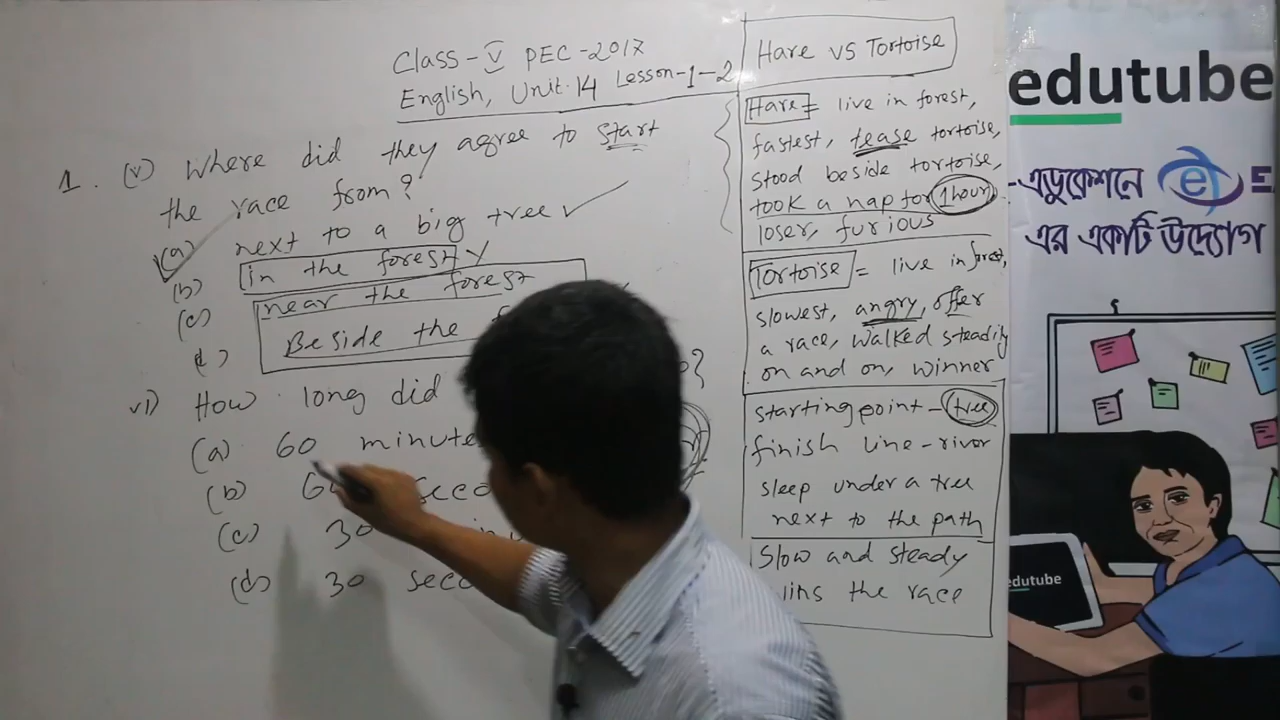 Class-V PEC-2017
English, Unit-14 Lesson-1-2
1. (v) Where did they agree to start
the race from?
(a) next to a big tree
(b) in the forest
(c) near the forest
(d) Beside the
vi) How long did
(a) 60 minute
(b)
(c) 30
(d) 30 seco
Hare vs Tortoise
Hare = live in forest,
fastest, tease tortoise,
stood beside tortoise,
took a nap for 1 hour
loser, furious
Tortoise = live in forest,
slowest, angry, offer
a race, walked steadily
on and on, winner
starting point - tree
finish line - river
sleep under a tree
next to the path
Slow and steady
the race
edutube
-এডুকেশনে e E
এর একটি উদ্যোগ
edutube